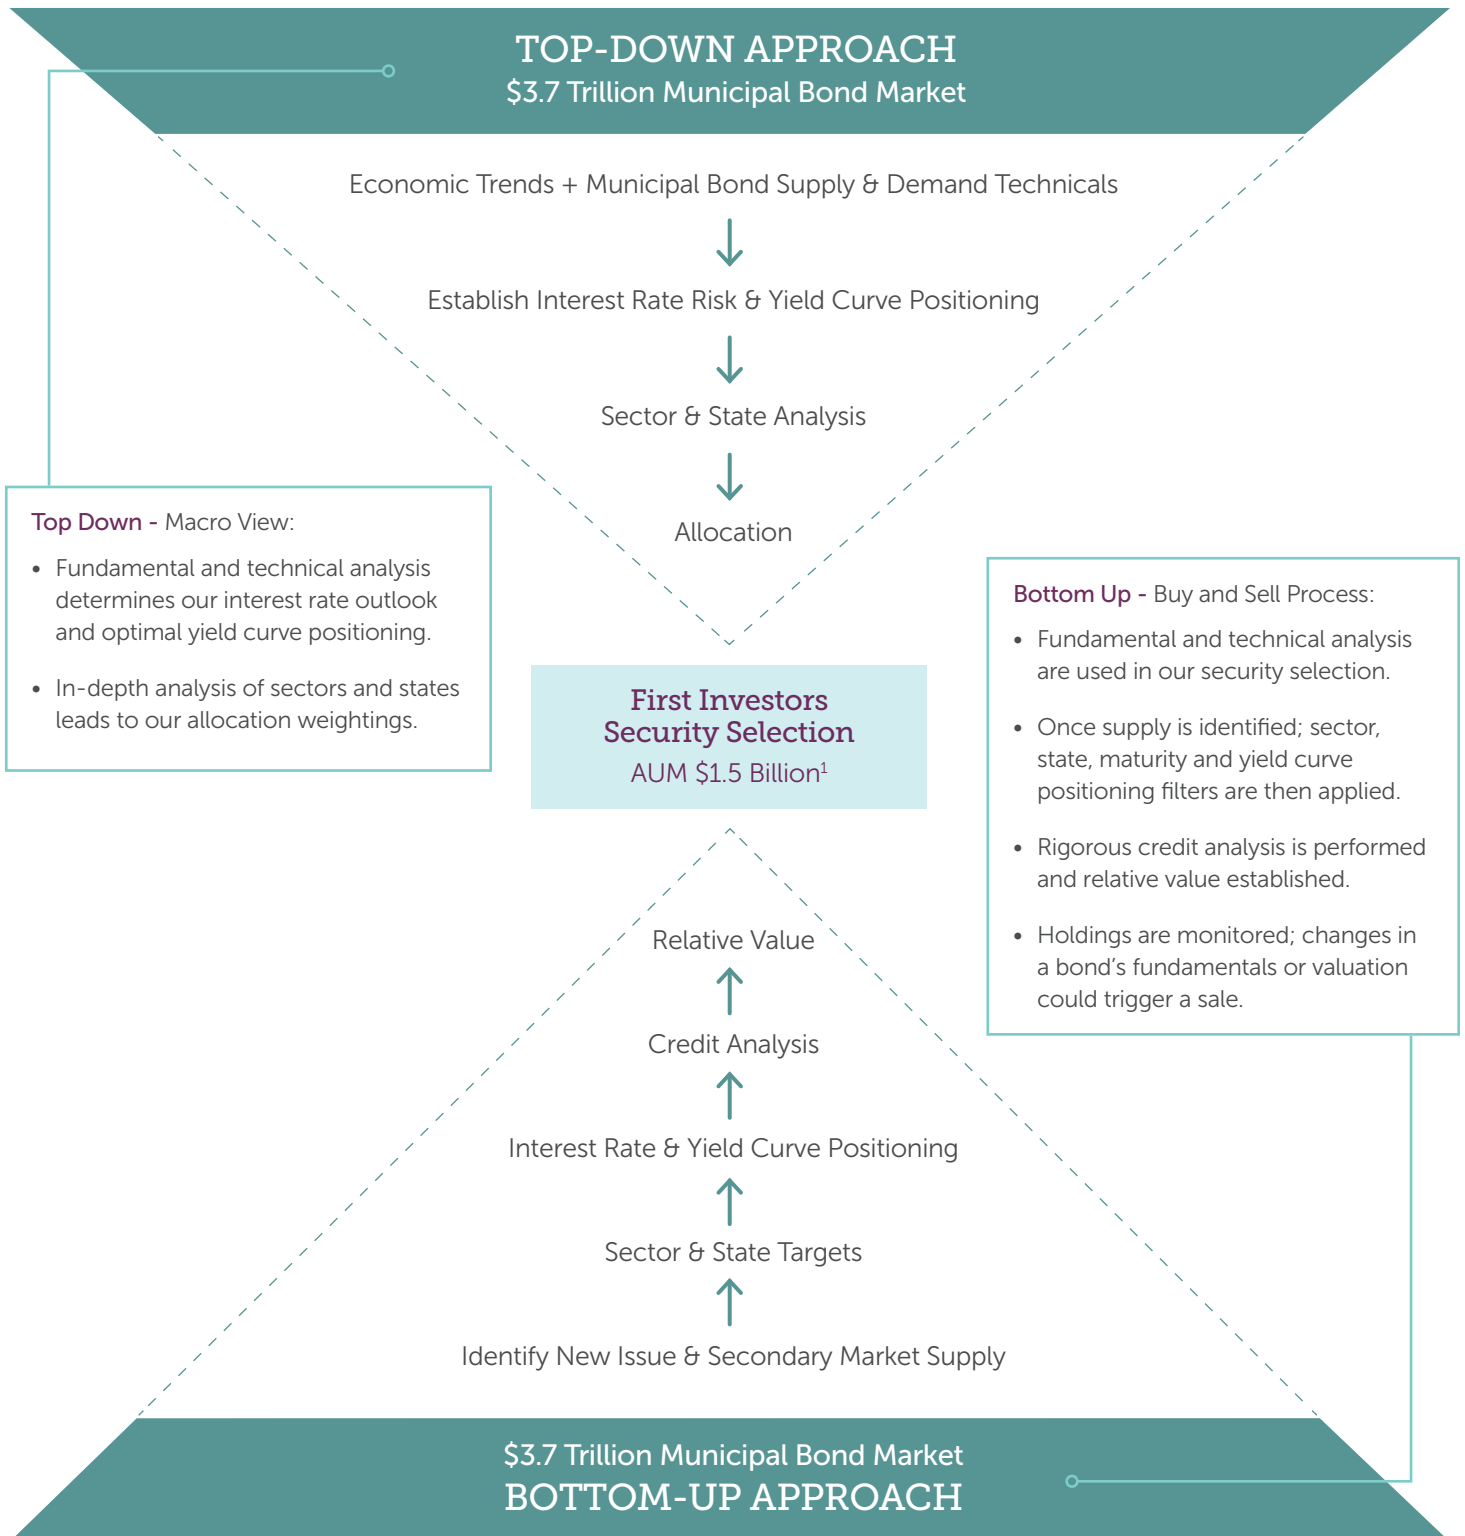 TOP-DOWN APPROACH
$3.7 Trillion Municipal Bond Market
Economic Trends + Municipal Bond Supply & Demand Technicals
Establish Interest Rate Risk & Yield Curve Positioning
Sector & State Analysis
Allocation
Top Down - Macro View:
• Fundamental and technical analysis
determines our interest rate outlook
and optimal yield curve positioning.
• In-depth analysis of sectors and states
leads to our allocation weightings.
First Investors
Security Selection
AUM $1.5 Billion¹
Bottom Up - Buy and Sell Process:
• Fundamental and technical analysis
are used in our security selection.
• Once supply is identified; sector,
state, maturity and yield curve
positioning filters are then applied.
• Rigorous credit analysis is performed
and relative value established.
• Holdings are monitored; changes in
a bond’s fundamentals or valuation
could trigger a sale.
Relative Value
Credit Analysis
Interest Rate & Yield Curve Positioning
Sector & State Targets
Identify New Issue & Secondary Market Supply
$3.7 Trillion Municipal Bond Market
BOTTOM-UP APPROACH